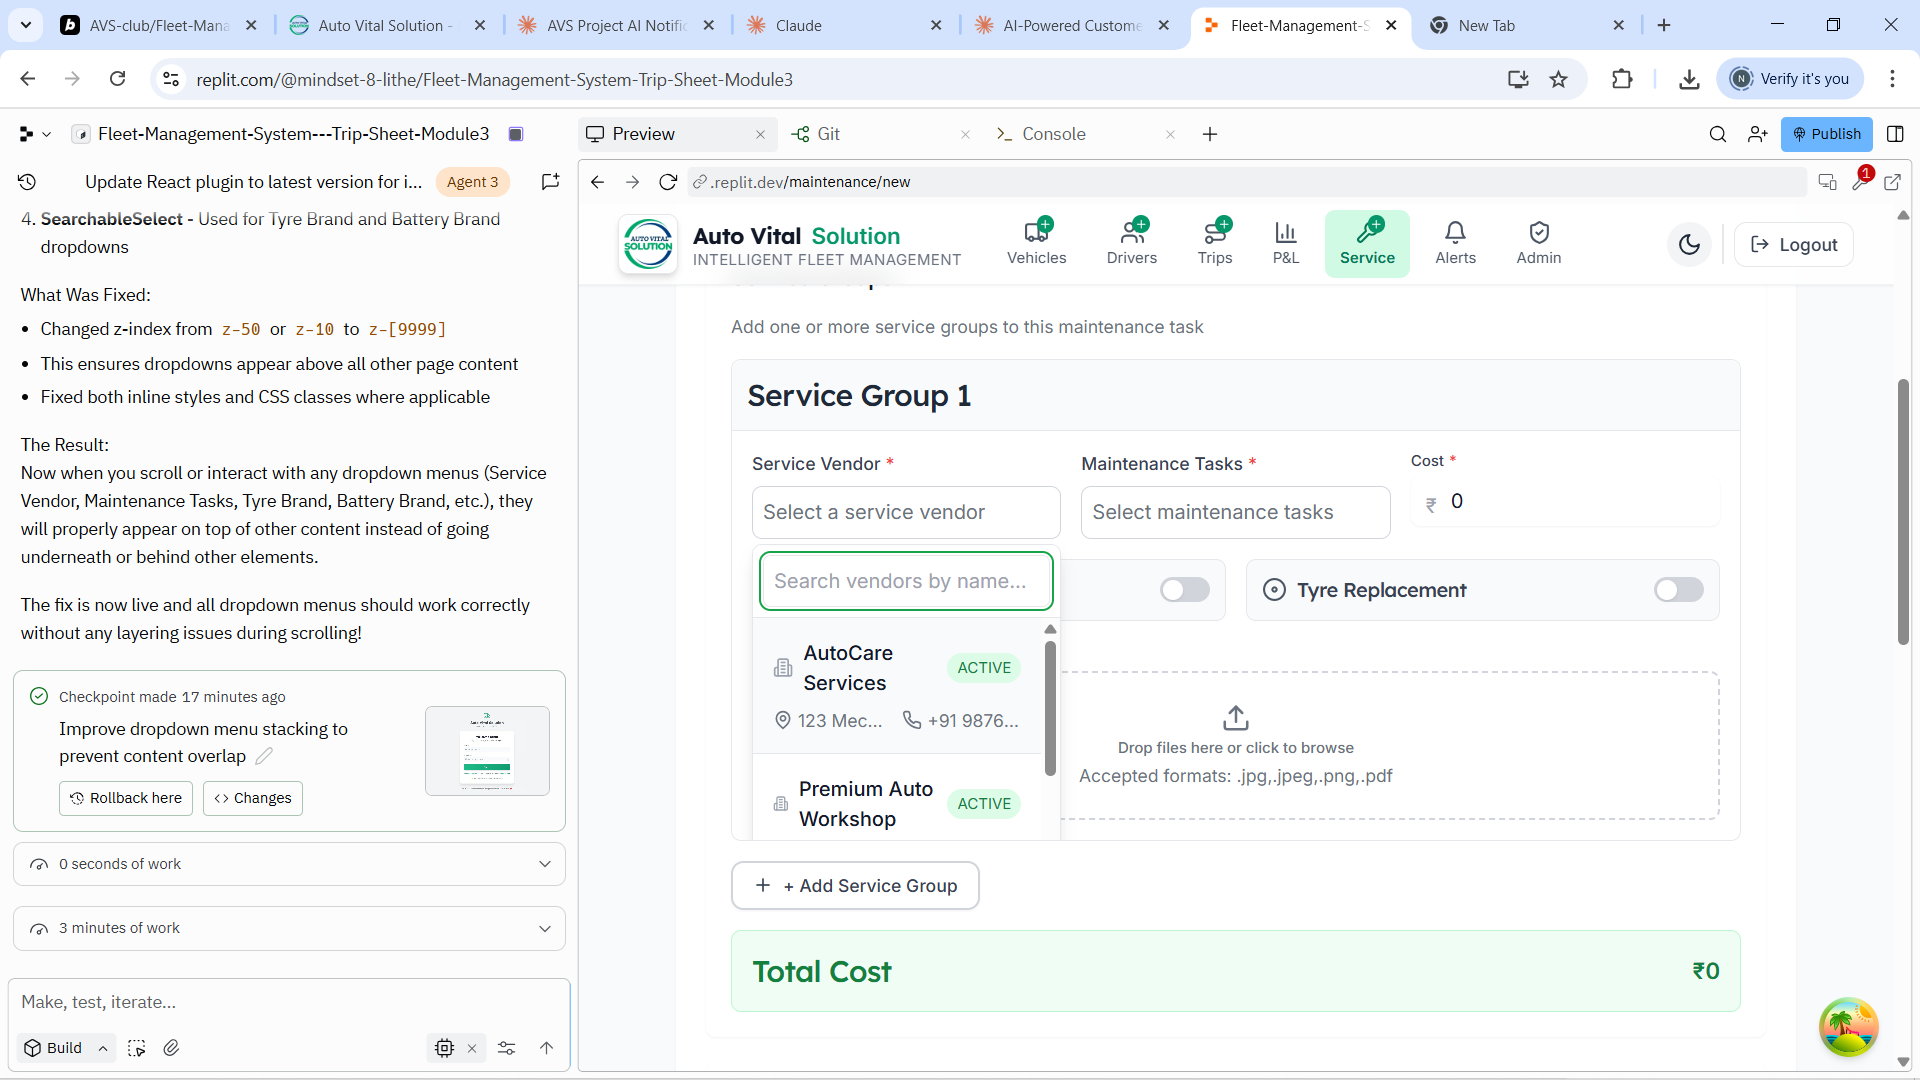 AVS-club/Fleet-Mana
Auto Vital Solution -
AVS Project AI Notific
Claude
AI-Powered Custome
Fleet-Management-S
New Tab
replit.com/@mindset-8-lithe/Fleet-Management-System-Trip-Sheet-Module3
N
Verify it's you
Fleet-Management-System---Trip-Sheet-Module3
Preview
Git
Console
Publish
Update React plugin to latest version for i...
Agent 3
.replit.dev/maintenance/new
1
4. SearchableSelect - Used for Tyre Brand and Battery Brand
dropdowns
What Was Fixed:
• Changed z-index from z-50 or z-10 to z-[9999]
• This ensures dropdowns appear above all other page content
• Fixed both inline styles and CSS classes where applicable
The Result:
Now when you scroll or interact with any dropdown menus (Service
Vendor, Maintenance Tasks, Tyre Brand, Battery Brand, etc.), they
will properly appear on top of other content instead of going
underneath or behind other elements.
The fix is now live and all dropdown menus should work correctly
without any layering issues during scrolling!
Checkpoint made 17 minutes ago
Improve dropdown menu stacking to
prevent content overlap
Rollback here
Changes
0 seconds of work
3 minutes of work
Make, test, iterate...
Build
AUTO VITAL
SOLUTION
Auto Vital Solution
INTELLIGENT FLEET MANAGEMENT
Vehicles
Drivers
Trips
P&L
Service
Alerts
Admin
Logout
Add one or more service groups to this maintenance task
Service Group 1
Service Vendor *
Maintenance Tasks *
Cost *
Select a service vendor
Select maintenance tasks
₹ 0
Search vendors by name...
Tyre Replacement
AutoCare
Services
ACTIVE
123 Mec...
+91 9876...
Premium Auto
Workshop
ACTIVE
Drop files here or click to browse
Accepted formats: .jpg,.jpeg,.png,.pdf
+ Add Service Group
Total Cost
₹0